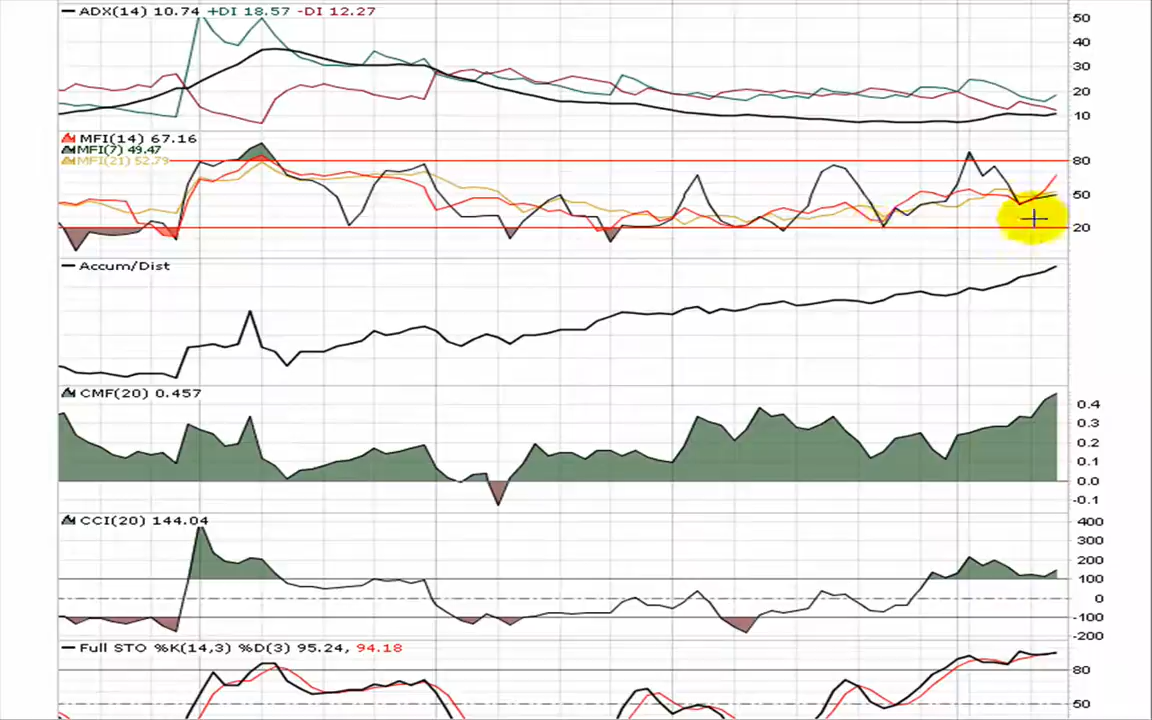 ADX(14) 10.74 +DI 18.57 -DI 12.27
50
40
30
20
10
MFI(14) 67.16
MFI(7) 49.47
MFI(21) 52.79
80
50
20
Accum/Dist
CMF(20) 0.457
0.4
0.3
0.2
0.1
0.0
-0.1
CCI(20) 144.04
400
300
200
100
0
-100
-200
Full STO %K(14,3) %D(3) 95.24, 94.18
80
50